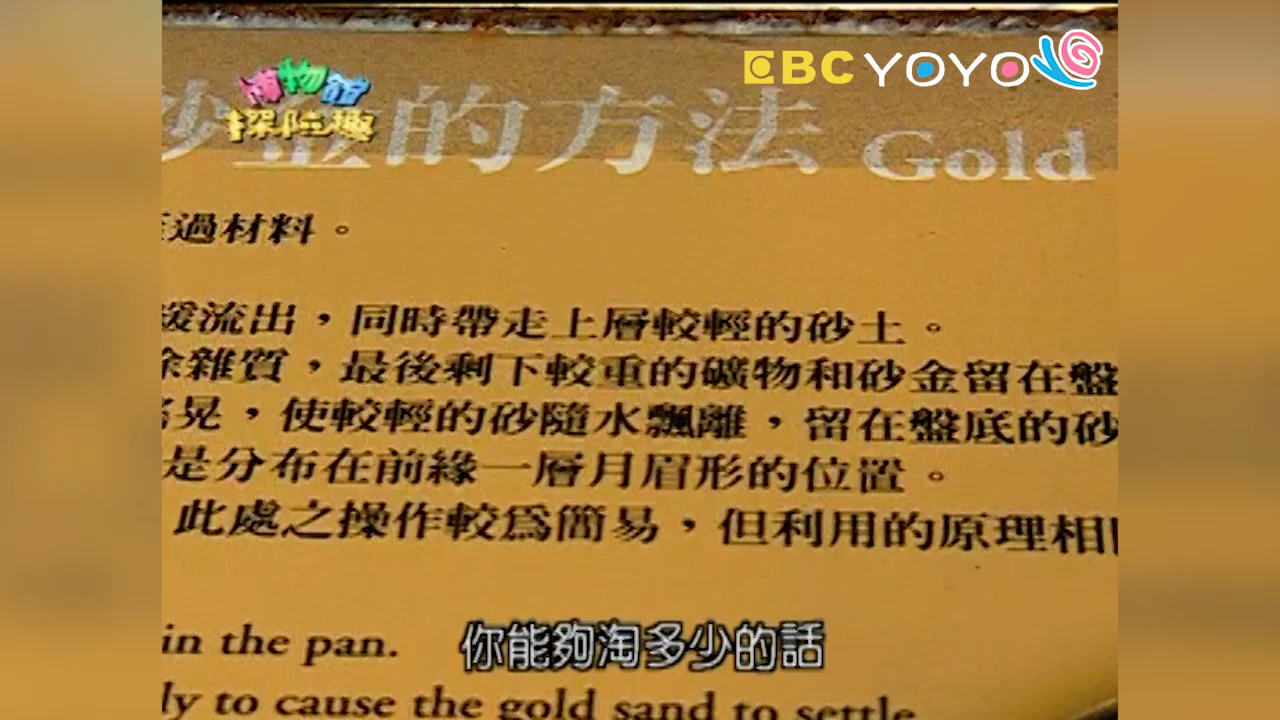 EBC YOYO
博物館
探險趣
砂金的方法 Gold
過材料。
緩流出，同時帶走上層較輕的砂土。
除雜質，最後剩下較重的礦物和砂金留在盤
晃，使較輕的砂隨水飄離，留在盤底的砂
是分布在前緣一層月眉形的位置。
此處之操作較為簡易，但利用的原理相
in the pan.
你能夠淘多少的話
ly to cause the gold sand to settle